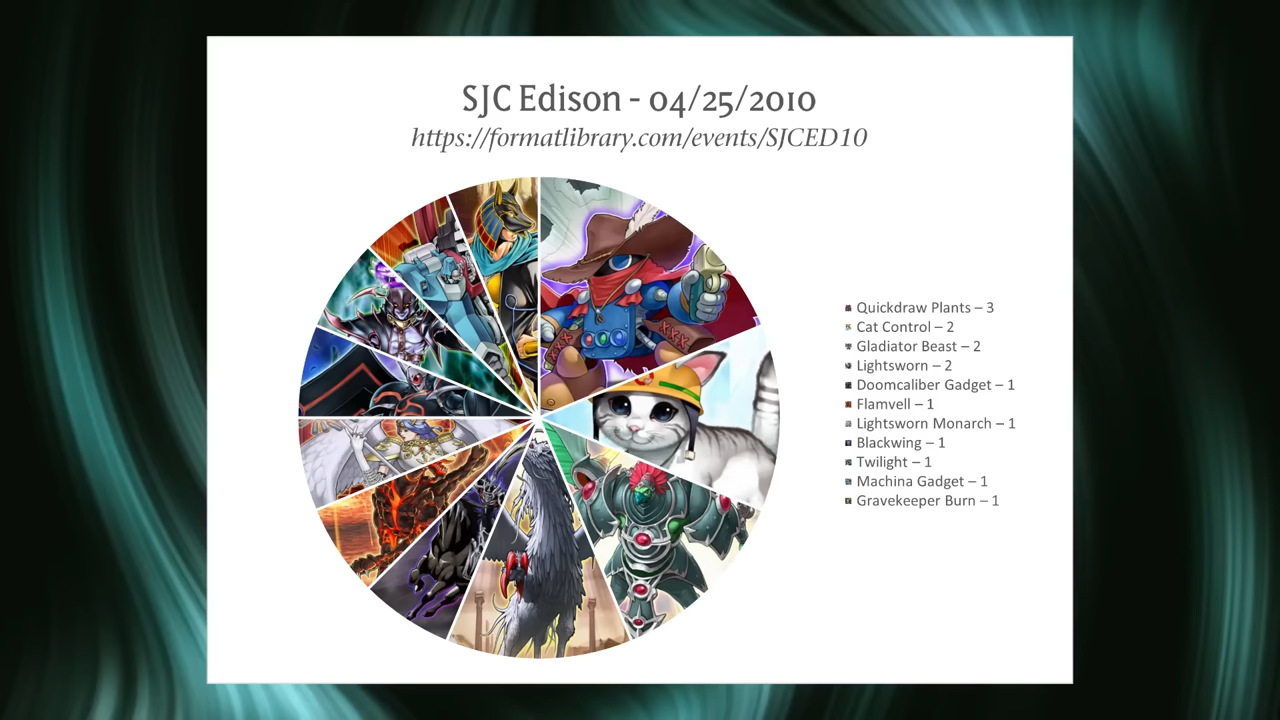 SJC Edison - 04/25/2010
https://formatlibrary.com/events/SJCED10
Quickdraw Plants – 3
Cat Control – 2
Gladiator Beast – 2
Lightsworn – 2
Doomcaliber Gadget – 1
Flamvell – 1
Lightsworn Monarch – 1
Blackwing – 1
Twilight – 1
Machina Gadget – 1
Gravekeeper Burn – 1